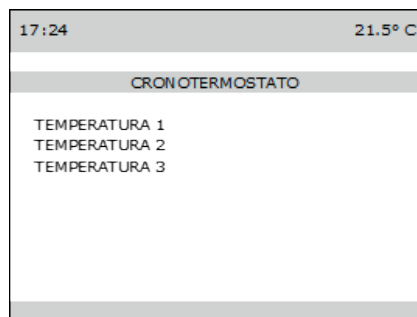 17:24 21.5° C
CRONOTERMOSTATO
TEMPERATURA 1
TEMPERATURA 2
TEMPERATURA 3